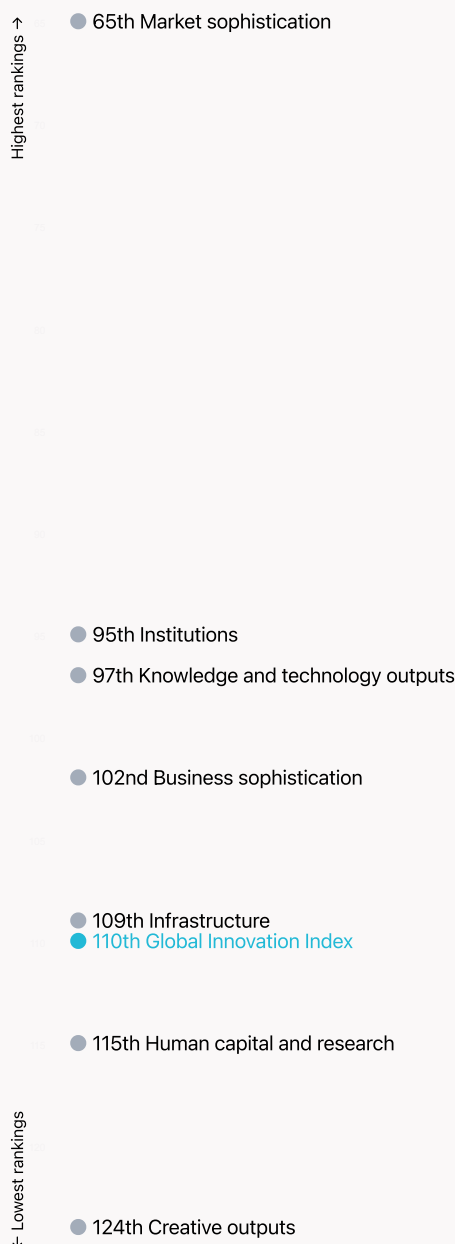 Highest rankings →
65th Market sophistication
95th Institutions
97th Knowledge and technology outputs
102nd Business sophistication
109th Infrastructure
110th Global Innovation Index
115th Human capital and research
124th Creative outputs
← Lowest rankings